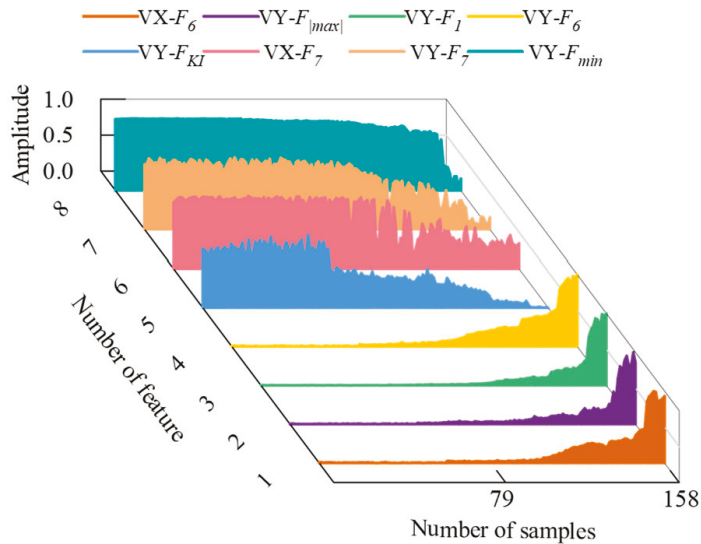 VX-F6 VY-F|max| VY-F1 VY-F6
VY-FKI VX-F7 VY-F7 VY-Fmin
Amplitude
1.0
0.5
0.0
8
7
6
5
4
3
2
1
Number of feature
79
158
Number of samples